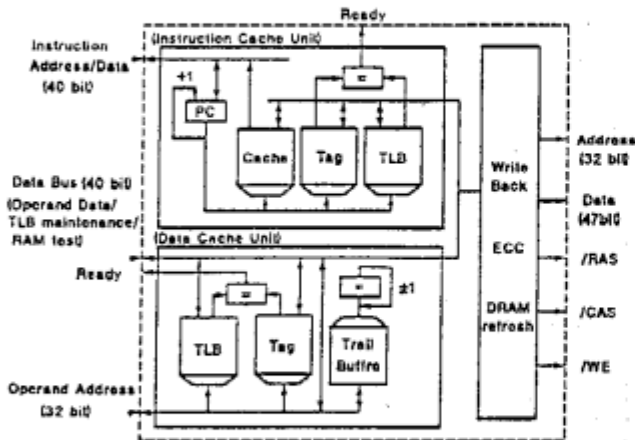 Ready
(Instruction Cache Unit)
Instruction
Address/Data
(40 bit)
+1
PC
=
Cache
Tag
TLB
Data Bus (40 bit)
(Operand Data/
TLB maintenance/
RAM test)
Ready
(Data Cache Unit)
=
=
±1
TLB
Tag
Trail
Buffre
Operand Address
(32 bit)
Write
Back
ECC
DRAM
refresh
Address
(32 bit)
Data
(47bit)
/RAS
/CAS
/WE